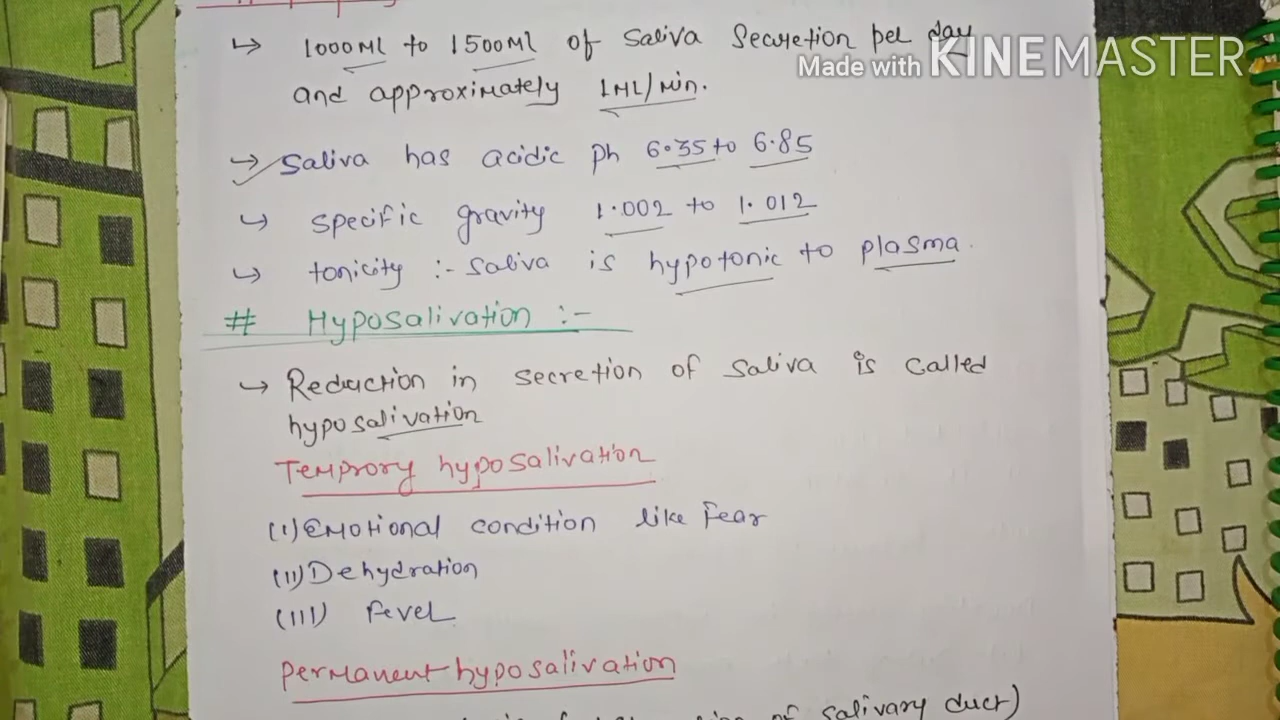 ↳ 1000Ml to 1500Ml of Saliva Secretion per day
Made with KINEMASTER
and approximately 1Ml/Min.
→ Saliva has acidic Ph 6.35 to 6.85
↳ specific gravity 1.002 to 1.012
↳ tonicity :- Saliva is hypotonic to plasma.
# Hyposalivation :-
↳ Reduction in secretion of Saliva is called
hyposalivation
Temprory hyposalivation
(I) Emotional condition like Fear
(II) Dehydration
(III) Fever
Permanent hyposalivation
of salivary duct)